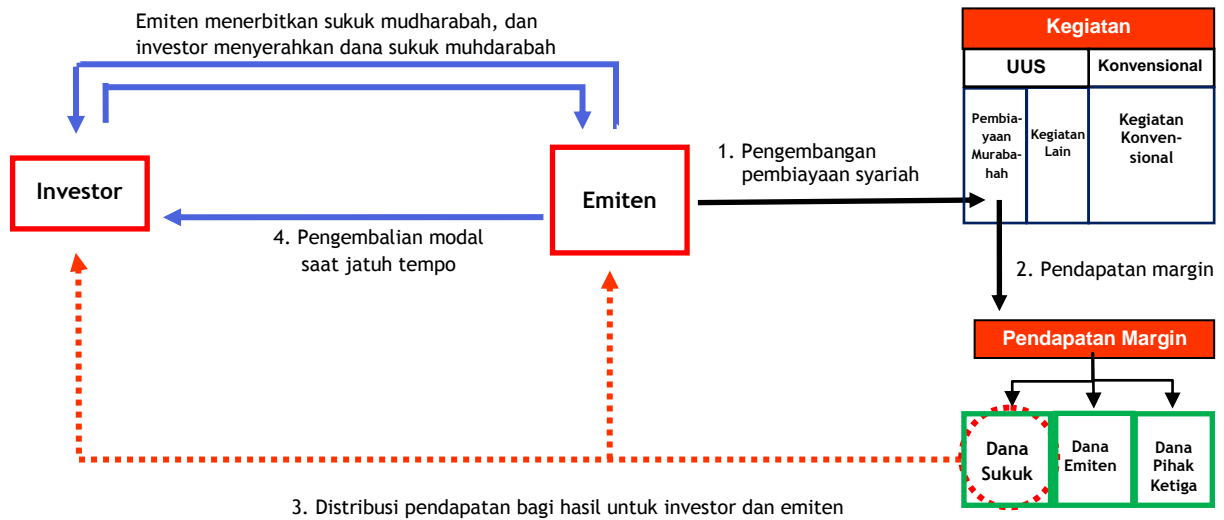 Emiten menerbitkan sukuk mudharabah, dan
investor menyerahkan dana sukuk muhdarabah
Kegiatan
UUS
Konvensional
Pembia-
yaan
Muraba-
hah
Kegiatan
Lain
Kegiatan
Konven-
sional
1. Pengembangan
pembiayaan syariah
Investor
Emiten
4. Pengembalian modal
saat jatuh tempo
2. Pendapatan margin
Pendapatan Margin
Dana
Sukuk
Dana
Emiten
Dana
Pihak
Ketiga
3. Distribusi pendapatan bagi hasil untuk investor dan emiten